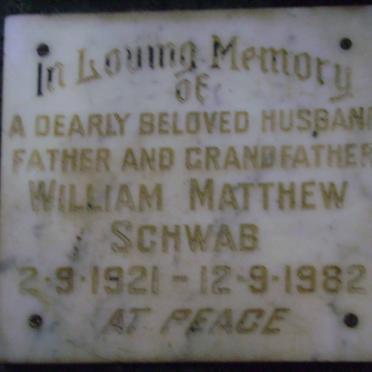 In Loving Memory
OF
A DEARLY BELOVED HUSBAND
FATHER AND GRANDFATHER
WILLIAM MATTHEW
SCHWAB
2-9-1921 - 12-9-1982
AT PEACE